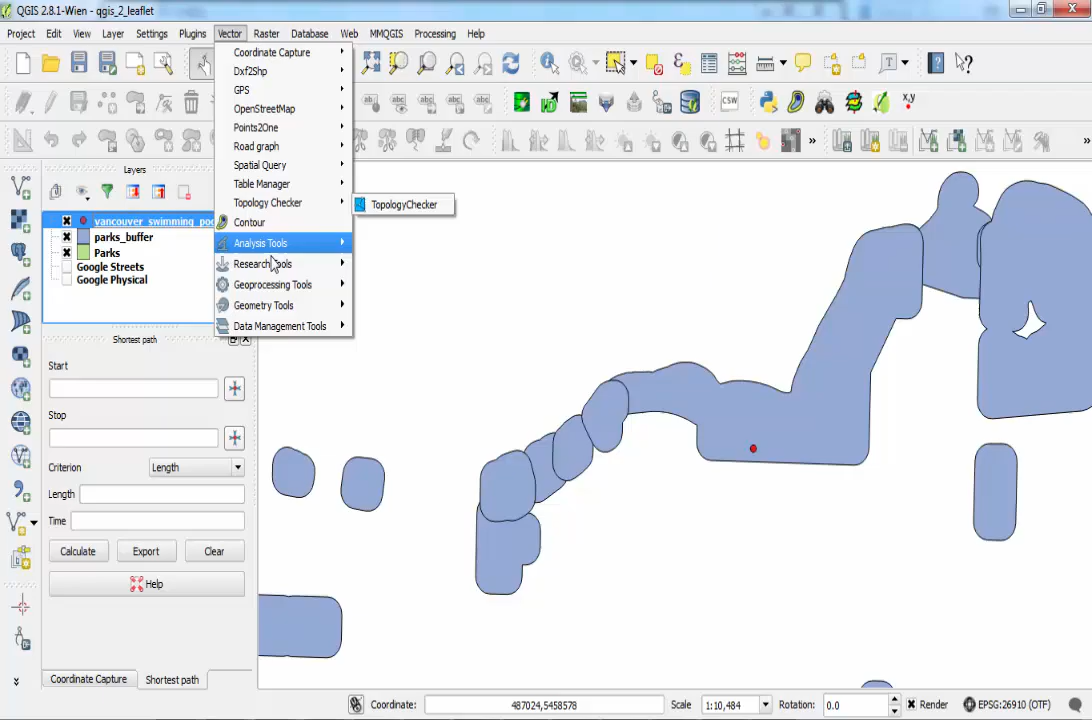 QGIS 2.8.1-Wien - qgis_2_leaflet
Project Edit View Layer Settings Plugins Vector Raster Database Web MMQGIS Processing Help
Coordinate Capture
Dxf2Shp
GPS
OpenStreetMap
Points2One
Road graph
Spatial Query
Table Manager
Topology Checker
TopologyChecker
Contour
Analysis Tools
Research Tools
Geoprocessing Tools
Geometry Tools
Data Management Tools
CSW
X,Y
Layers
vancouver_swimming_poo
parks_buffer
Parks
Google Streets
Google Physical
Shortest path
Start
Stop
Criterion Length
Length
Time
Calculate Export Clear
Help
Coordinate Capture Shortest path
Coordinate: 487024,5458578 Scale 1:10,484 Rotation: 0.0 Render EPSG:26910 (OTF)